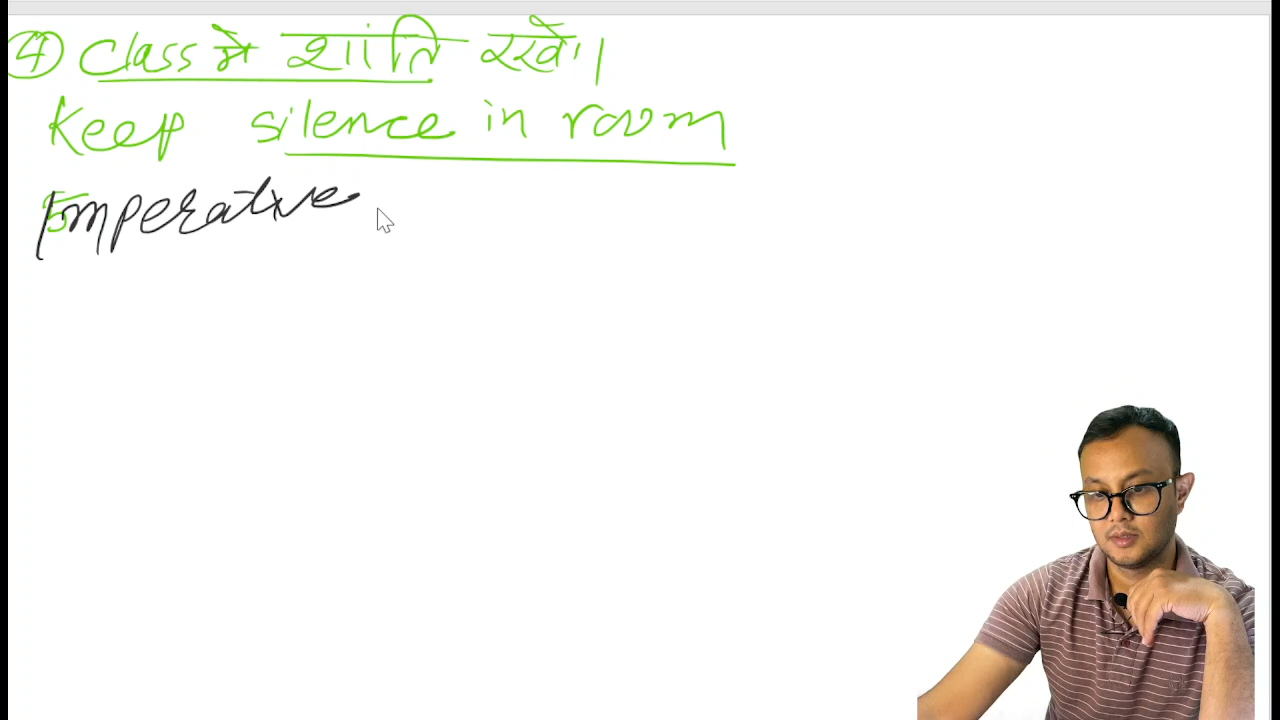 ④ Class मे शांति रखें।
Keep silence in room
Imperative